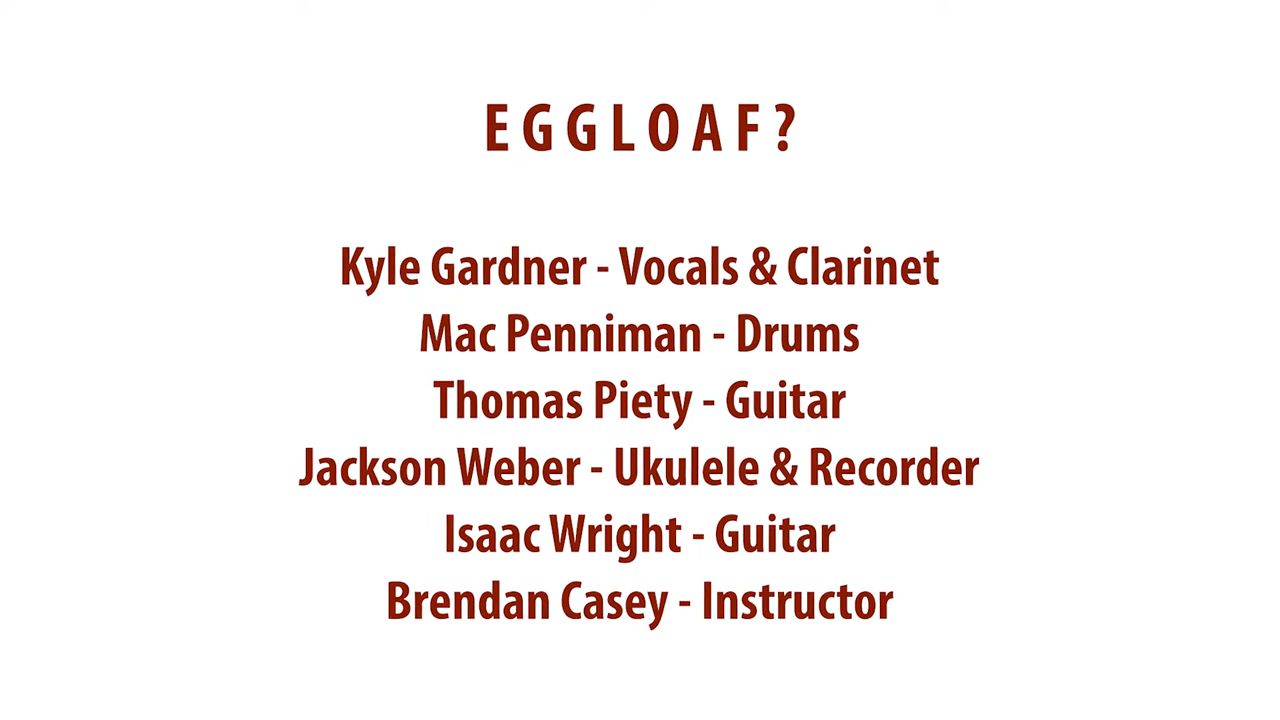 EGGLOAF?
Kyle Gardner - Vocals & Clarinet
Mac Penniman - Drums
Thomas Piety - Guitar
Jackson Weber - Ukulele & Recorder
Isaac Wright - Guitar
Brendan Casey - Instructor